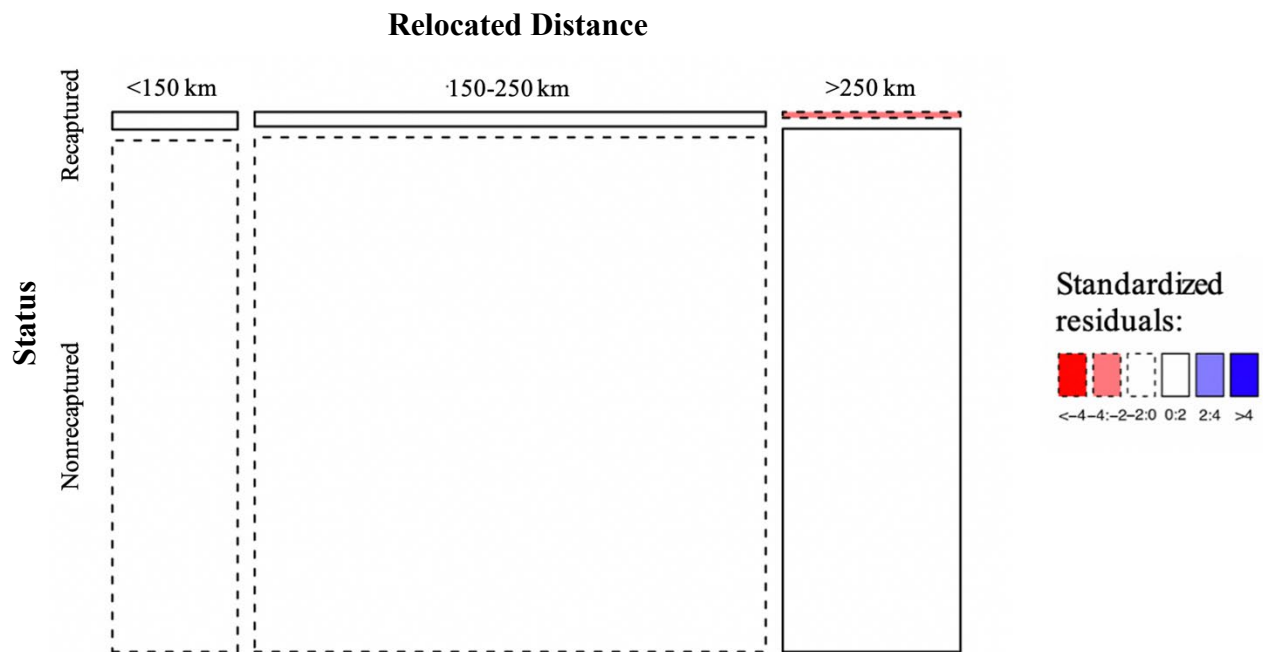 Relocated Distance
<150 km
150-250 km
>250 km
Recaptured
Status
Nonrecaptured
Standardized
residuals:
<-4 -4:-2 -2:0 0:2 2:4 >4